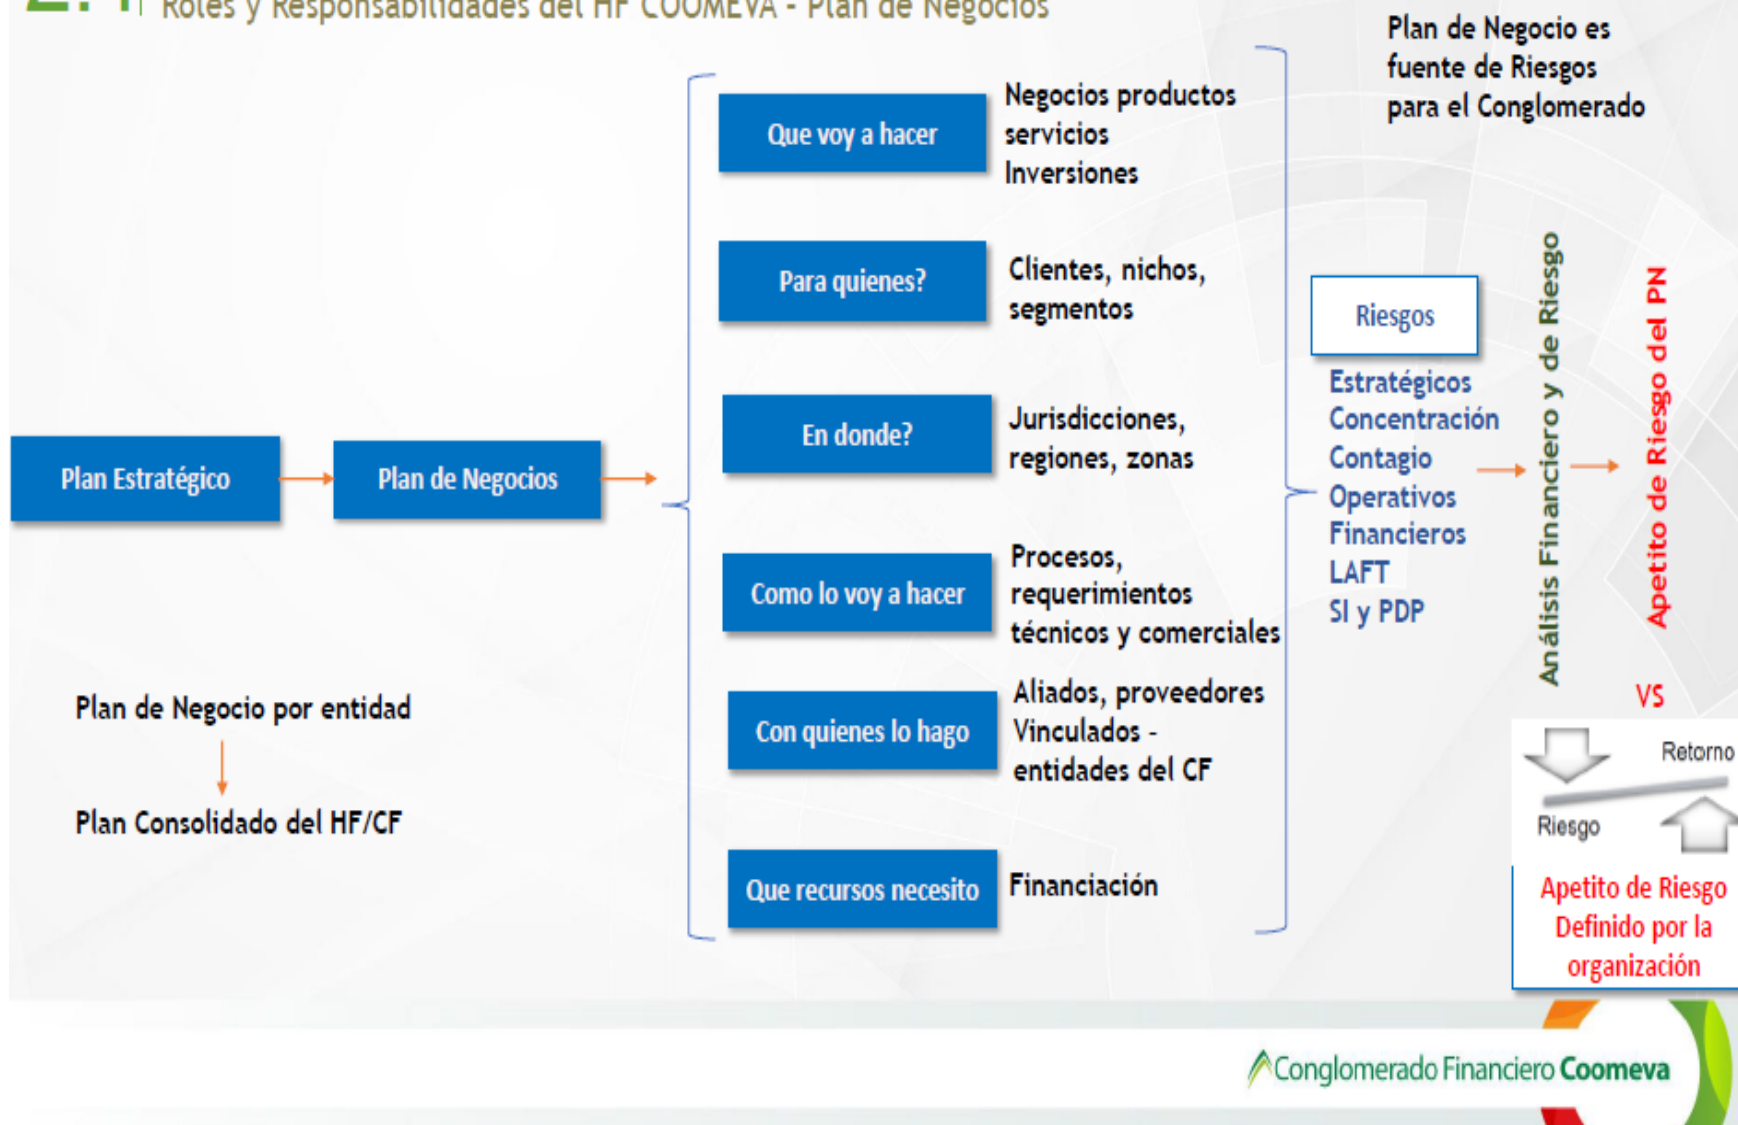 2.4
Roles y Responsabilidades del HF COOMEVA - Plan de Negocios
Plan de Negocio es
fuente de Riesgos
para el Conglomerado
Plan Estratégico
Plan de Negocios
Que voy a hacer
Negocios productos
servicios
Inversiones
Para quienes?
Clientes, nichos,
segmentos
En donde?
Jurisdicciones,
regiones, zonas
Como lo voy a hacer
Procesos,
requerimientos
técnicos y comerciales
Con quienes lo hago
Aliados, proveedores
Vinculados -
entidades del CF
Que recursos necesito
Financiación
Plan de Negocio por entidad
Plan Consolidado del HF/CF
Riesgos
Estratégicos
Concentración
Contagio
Operativos
Financieros
LAFT
SI y PDP
Análisis Financiero y de Riesgo
Apetito de Riesgo del PN
VS
Retorno
Riesgo
Apetito de Riesgo
Definido por la
organización
Conglomerado Financiero Coomeva